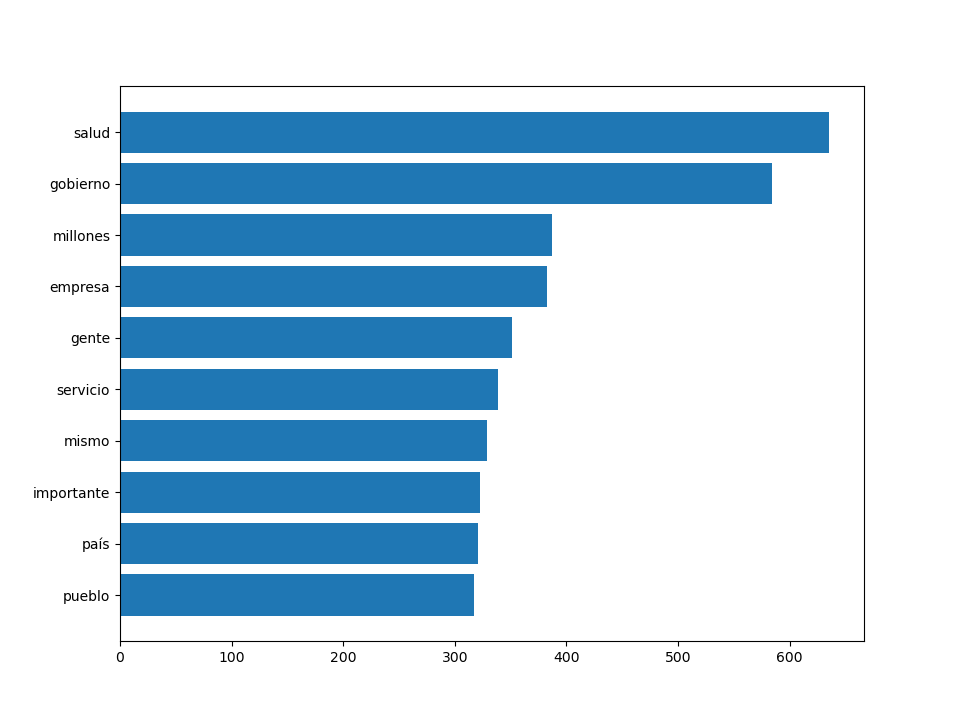 salud
gobierno
millones
empresa
gente
servicio
mismo
importante
país
pueblo
0 100 200 300 400 500 600